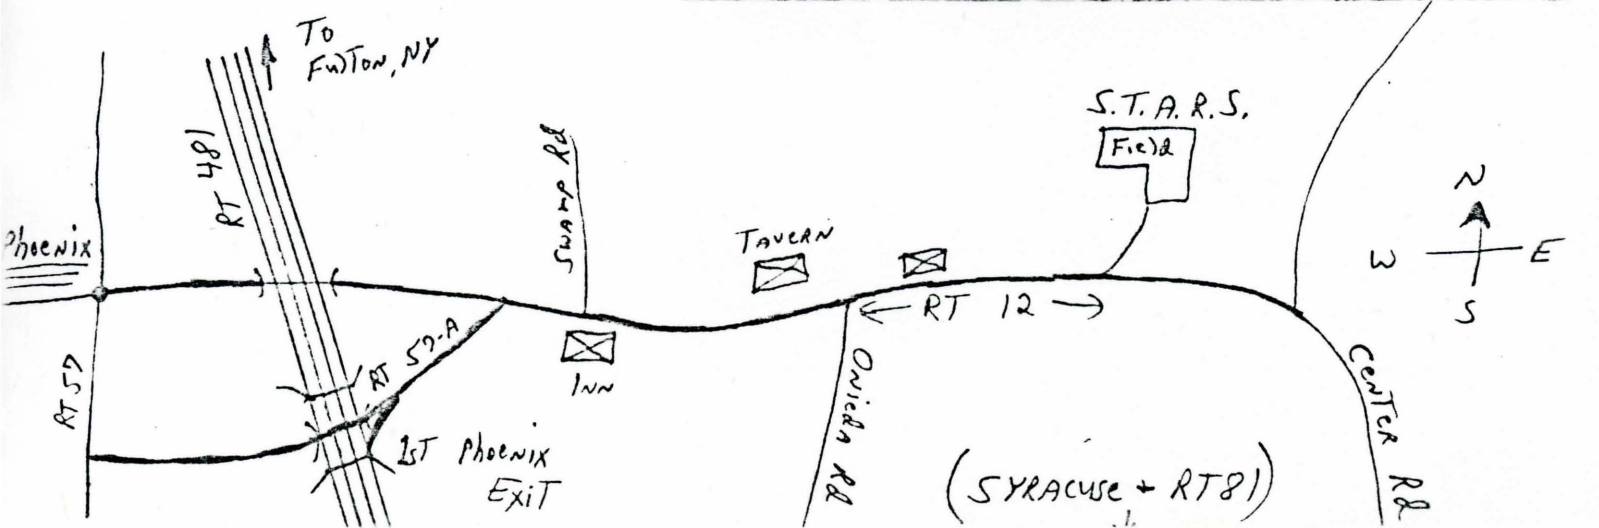 To
Fulton, NY
RT 481
S.T.A.R.S.
Field
Swamp Rd
Phoenix
TAVERN
N
W
E
S
RT 12
RT 57-A
INN
RT 57
Oniedn Rd
Center Rd
1st Phoenix
Exit
(SYRACUSE + RT81)